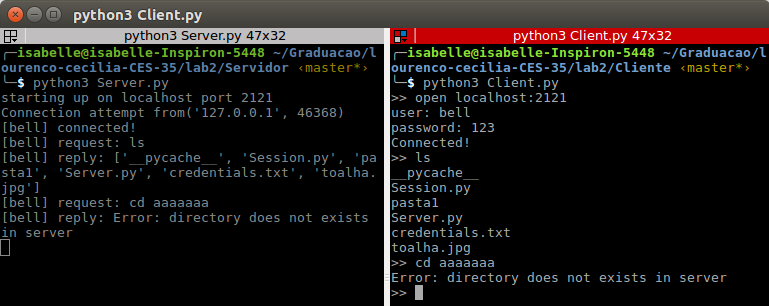 python3 Client.py
python3 Server.py 47x32
╭─isabelle@isabelle-Inspiron-5448 ~/Graduacao/l
ourenco-cecilia-CES-35/lab2/Servidor ‹master*›
╰─$ python3 Server.py
starting up on localhost port 2121
Connection attempt from('127.0.0.1', 46368)
[bell] connected!
[bell] request: ls
[bell] reply: ['__pycache__', 'Session.py', 'pa
sta1', 'Server.py', 'credentials.txt', 'toalha.
jpg']
[bell] request: cd aaaaaaa
[bell] reply: Error: directory does not exists
in server
python3 Client.py 47x32
╭─isabelle@isabelle-Inspiron-5448 ~/Graduacao/l
ourenco-cecilia-CES-35/lab2/Cliente ‹master*›
╰─$ python3 Client.py
>> open localhost:2121
user: bell
password: 123
Connected!
>> ls
__pycache__
Session.py
pasta1
Server.py
credentials.txt
toalha.jpg
>> cd aaaaaaa
Error: directory does not exists in server
>>